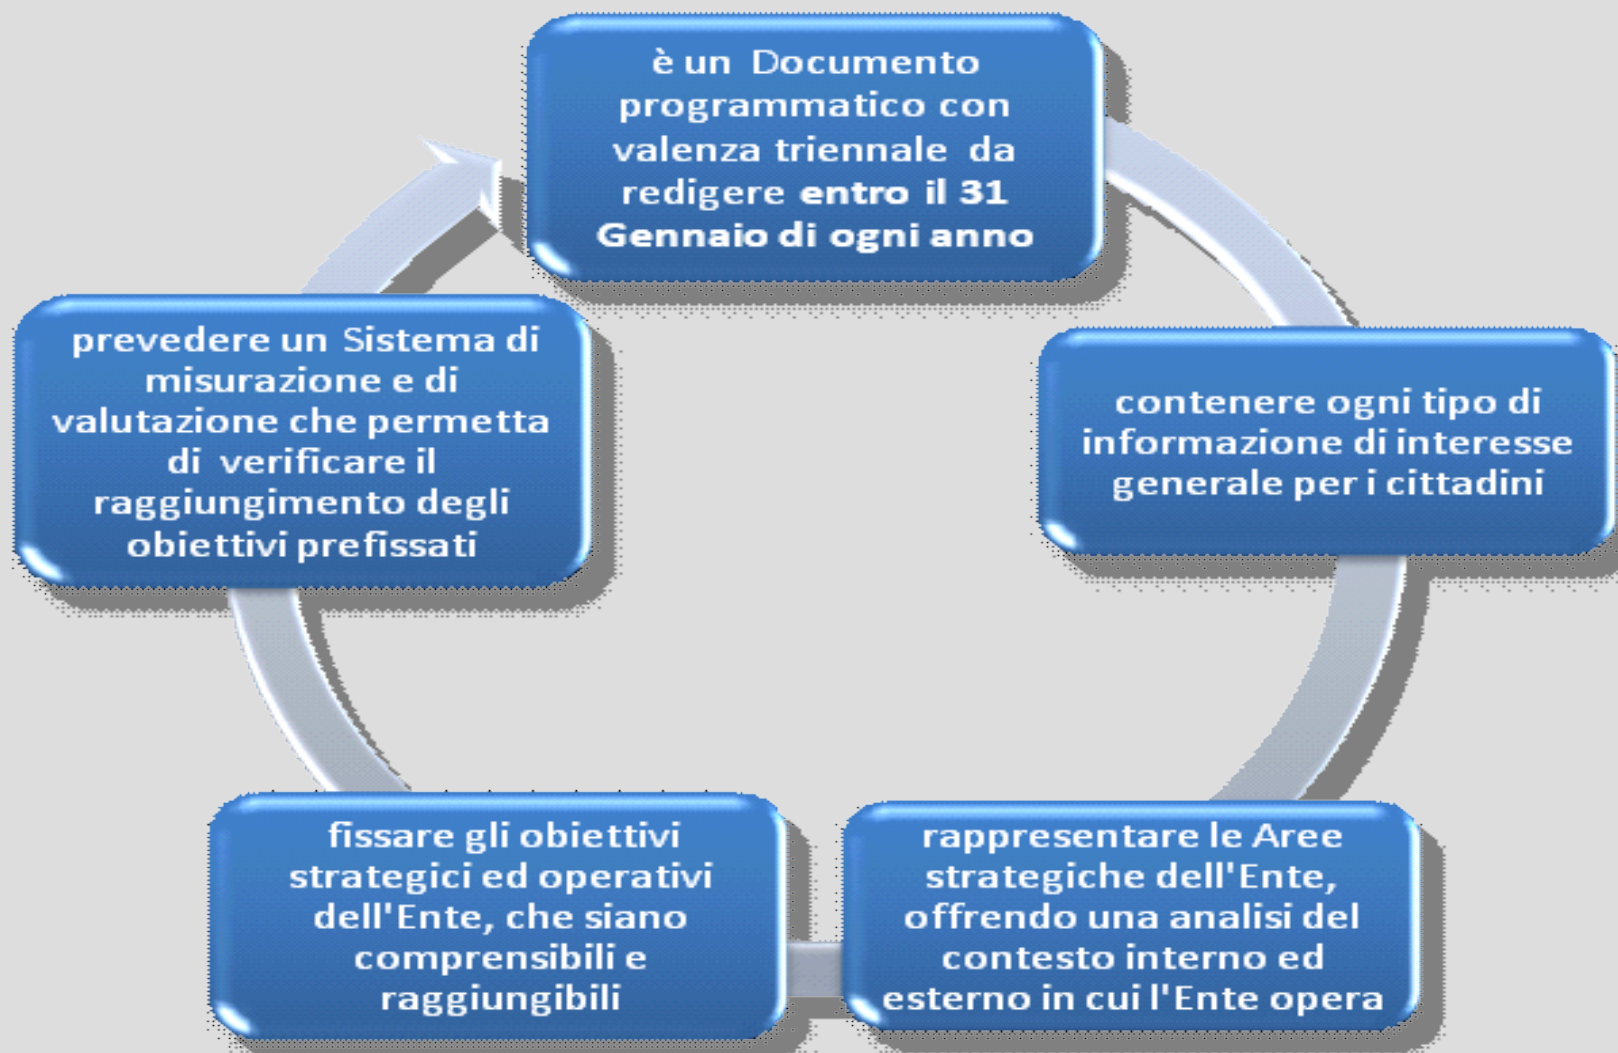 è un Documento
programmatico con
valenza triennale da
redigere entro il 31
Gennaio di ogni anno
contenere ogni tipo di
informazione di interesse
generale per i cittadini
rappresentare le Aree
strategiche dell'Ente,
offrendo una analisi del
contesto interno ed
esterno in cui l'Ente opera
fissare gli obiettivi
strategici ed operativi
dell'Ente, che siano
comprensibili e
raggiungibili
prevedere un Sistema di
misurazione e di
valutazione che permetta
di verificare il
raggiungimento degli
obiettivi prefissati